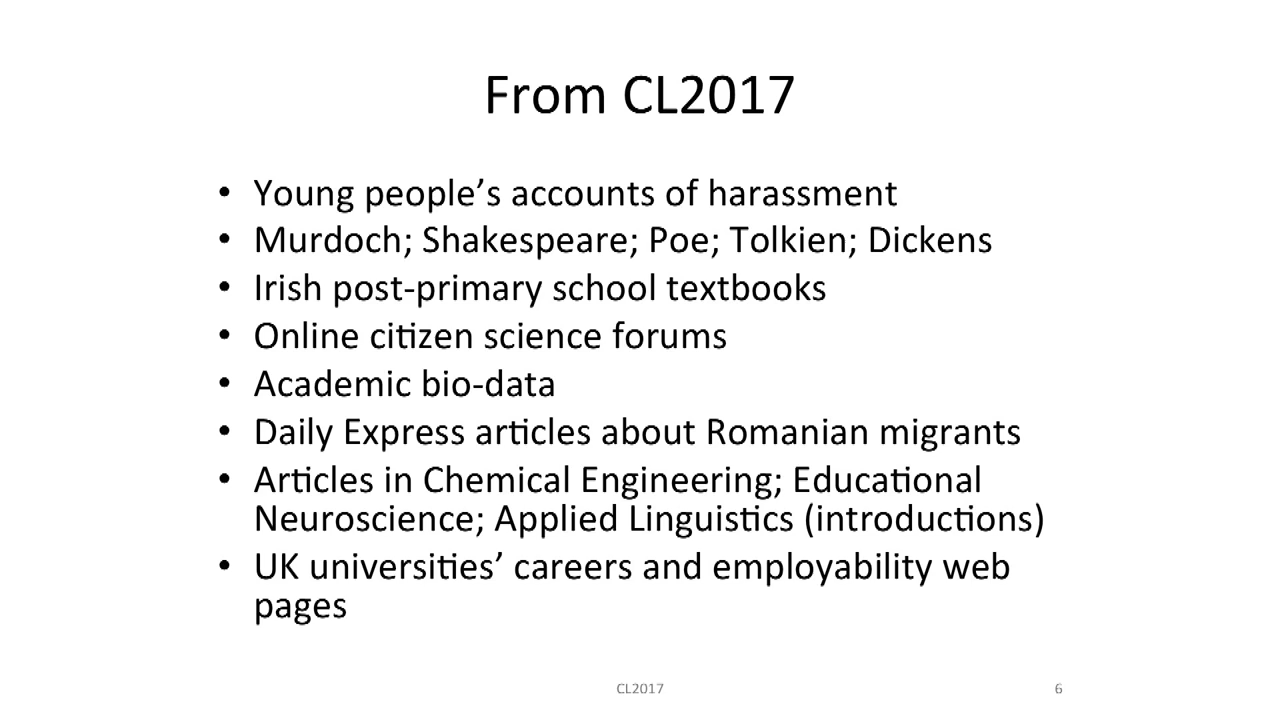 From CL2017
• Young people’s accounts of harassment
• Murdoch; Shakespeare; Poe; Tolkien; Dickens
• Irish post-primary school textbooks
• Online citizen science forums
• Academic bio-data
• Daily Express articles about Romanian migrants
• Articles in Chemical Engineering; Educational
Neuroscience; Applied Linguistics (introductions)
• UK universities’ careers and employability web
pages
CL2017
6